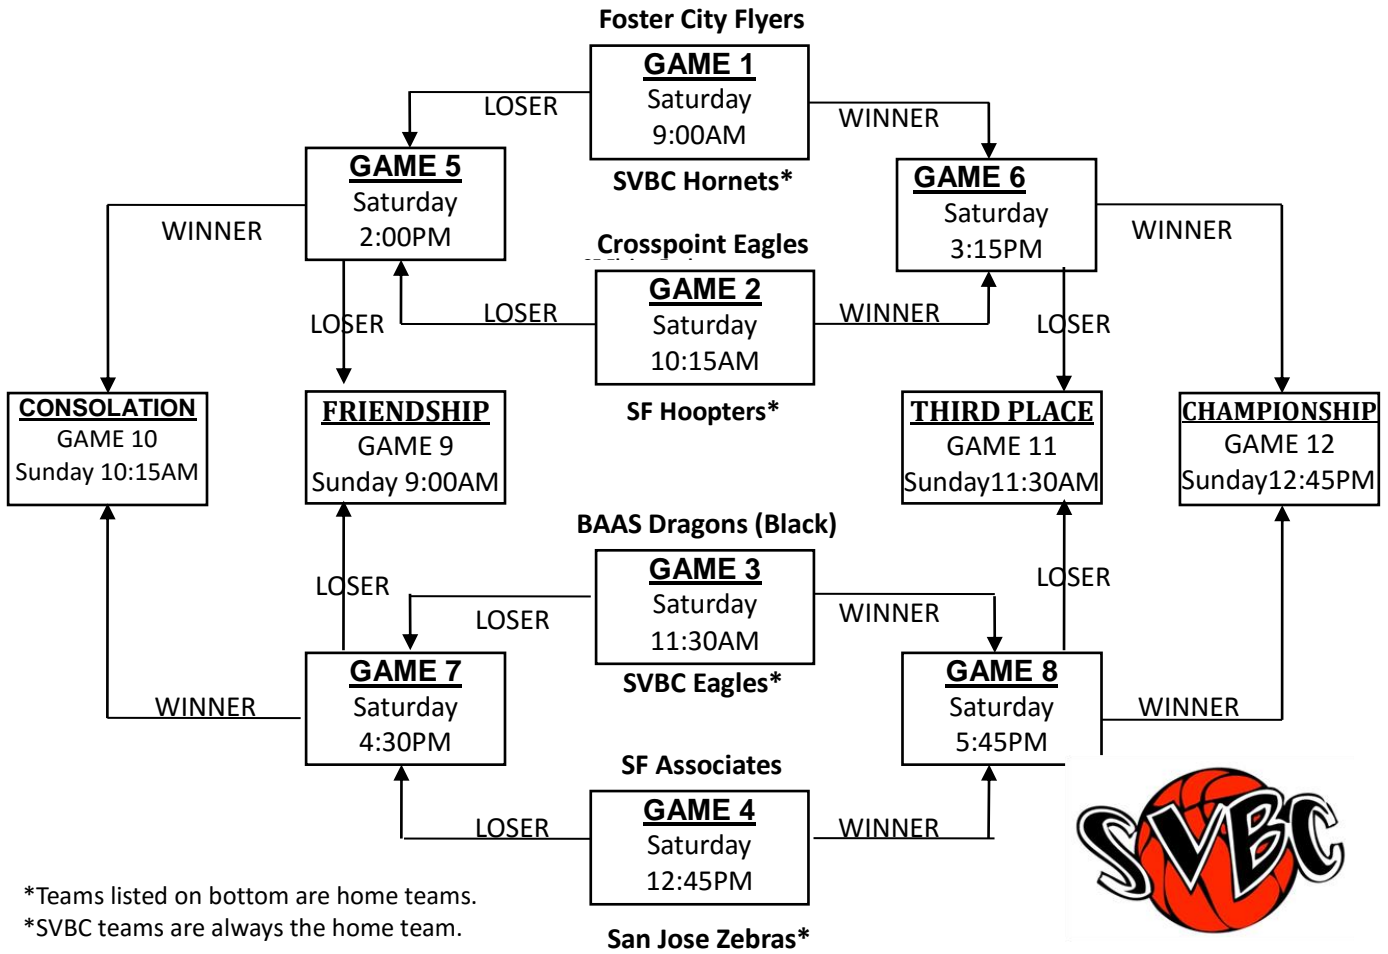 Foster City Flyers
GAME 1
Saturday
9:00AM
SVBC Hornets*
LOSER
WINNER
GAME 5
Saturday
2:00PM
GAME 6
Saturday
3:15PM
WINNER
WINNER
Crosspoint Eagles
GAME 2
Saturday
10:15AM
SF Hoopters*
LOSER
WINNER
LOSER
LOSER
CONSOLATION
GAME 10
Sunday 10:15AM
FRIENDSHIP
GAME 9
Sunday 9:00AM
THIRD PLACE
GAME 11
Sunday11:30AM
CHAMPIONSHIP
GAME 12
Sunday12:45PM
BAAS Dragons (Black)
GAME 3
Saturday
11:30AM
SVBC Eagles*
LOSER
LOSER
LOSER
WINNER
GAME 7
Saturday
4:30PM
GAME 8
Saturday
5:45PM
WINNER
WINNER
SF Associates
GAME 4
Saturday
12:45PM
San Jose Zebras*
LOSER
WINNER
SVBC
*Teams listed on bottom are home teams.
*SVBC teams are always the home team.